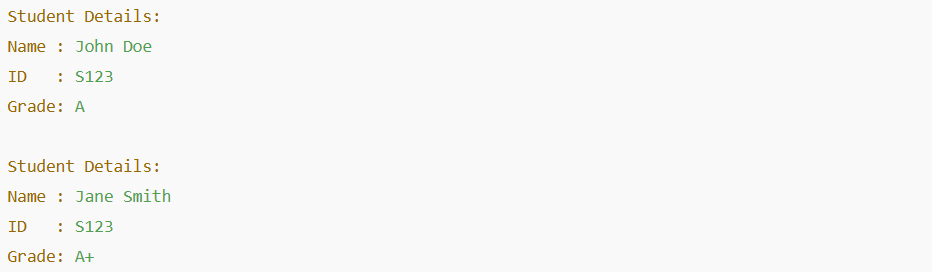 Student Details:
Name : John Doe
ID   : S123
Grade: A

Student Details:
Name : Jane Smith
ID   : S123
Grade: A+